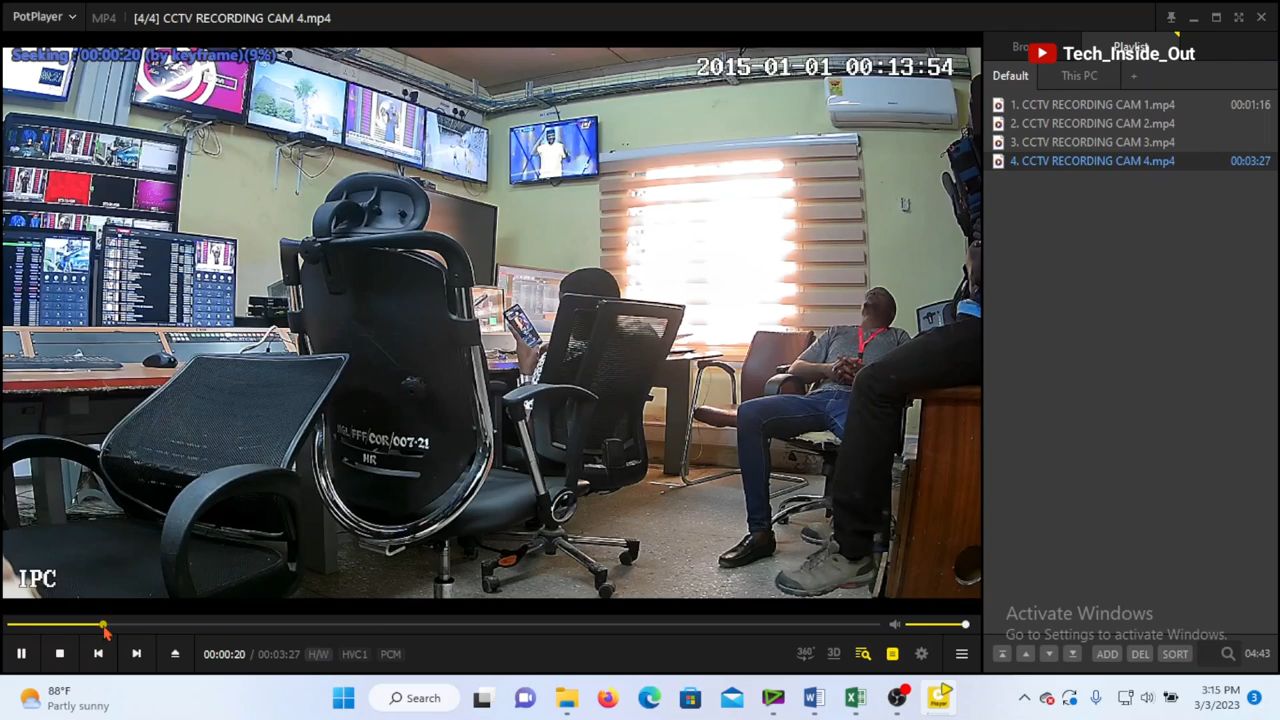 PotPlayer
MP4
[4/4] CCTV RECORDING CAM 4.mp4
Seeking : 00:00:20 (by keyframe)(9%)
2015-01-01 00:13:54
Playlist
Tech_Inside_Out
Default
This PC
+
1. CCTV RECORDING CAM 1.mp4 00:01:16
2. CCTV RECORDING CAM 2.mp4
3. CCTV RECORDING CAM 3.mp4
4. CCTV RECORDING CAM 4.mp4 00:03:27
HR
IPC
Activate Windows
Go to Settings to activate Windows.
00:00:20 / 00:03:27 H/W HVC1 PCM
360° 3D
ADD DEL SORT 04:43
88°F
Partly sunny
Search
Player
3:15 PM
3/3/2023
3